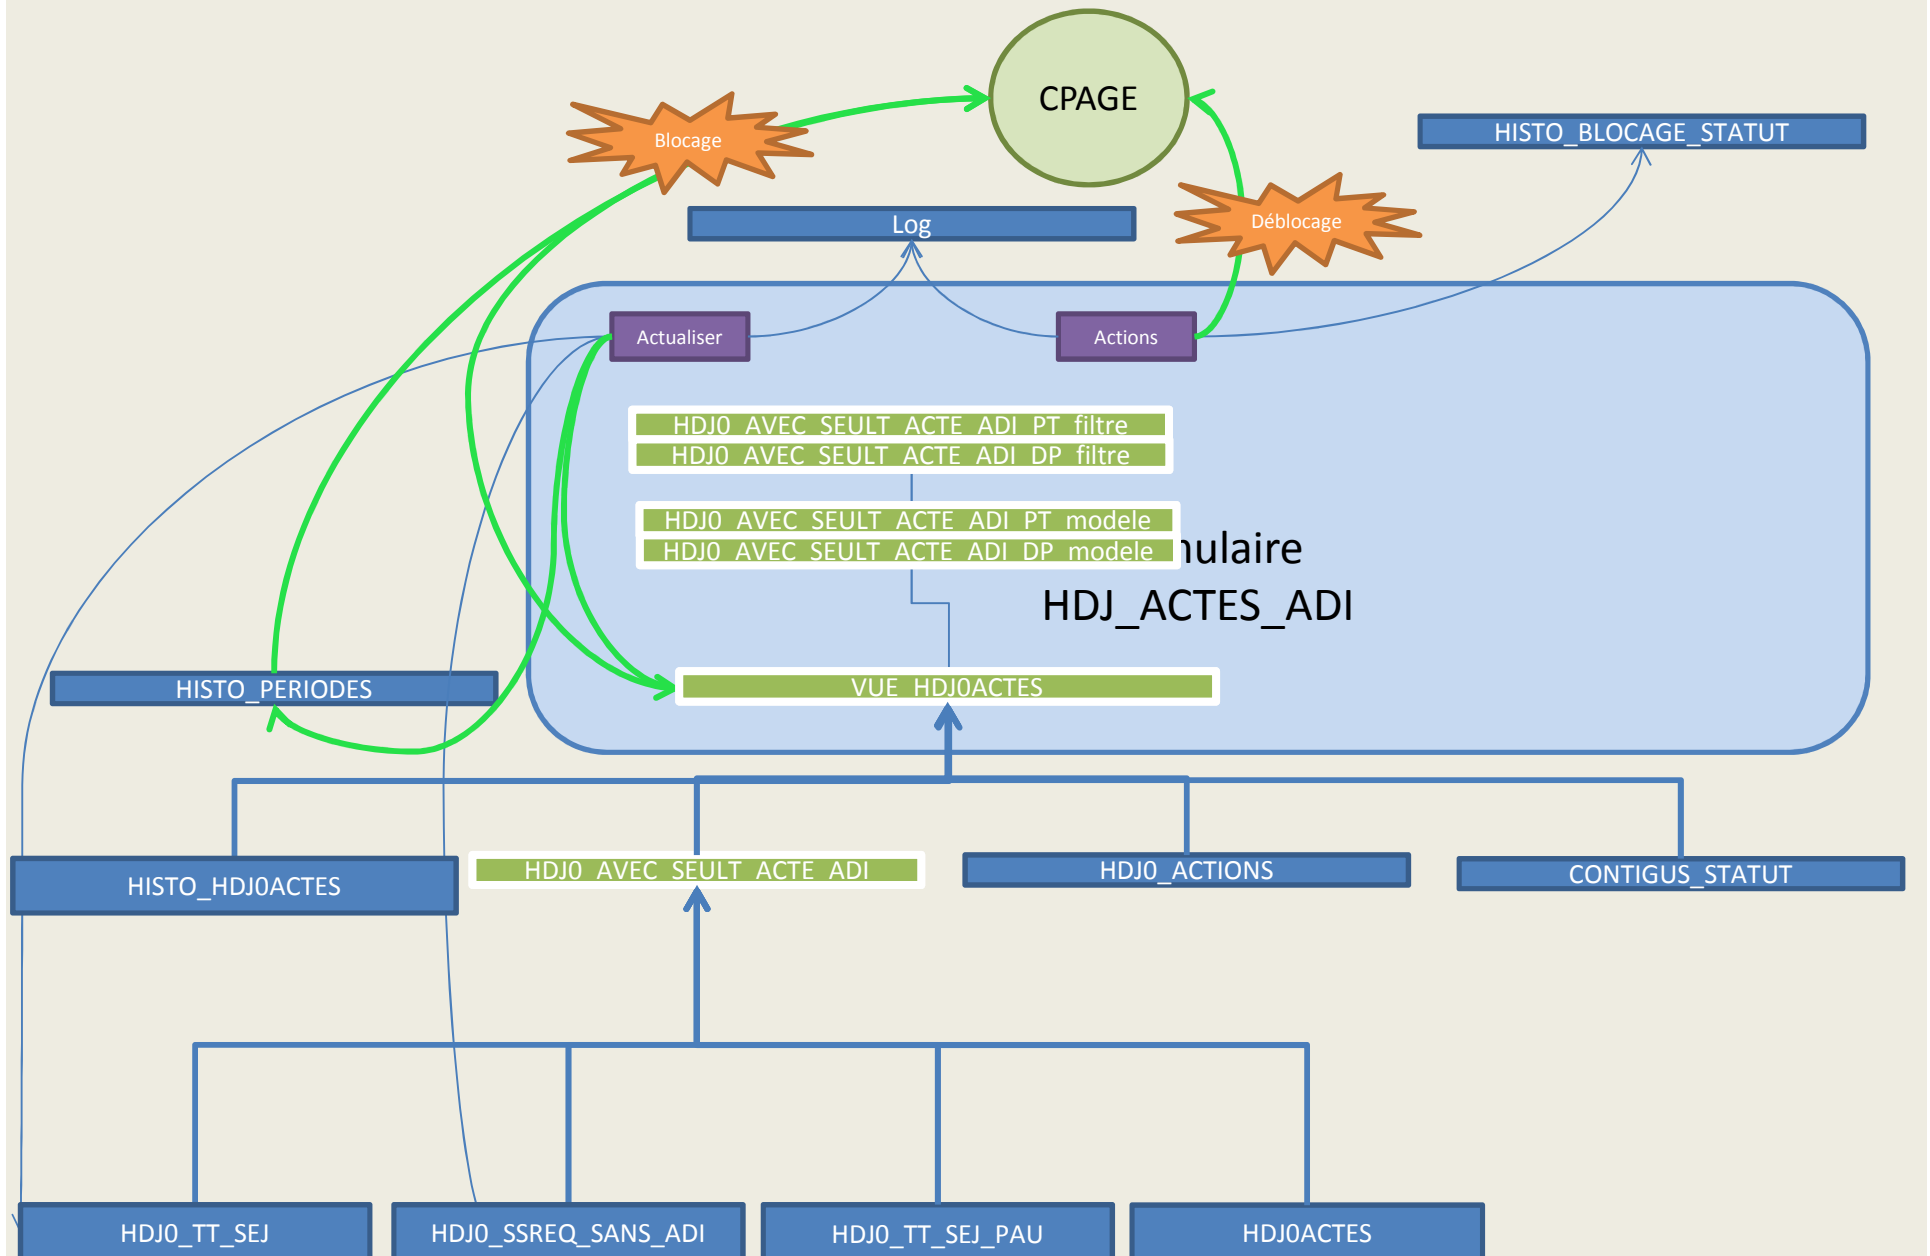 CPAGE
Blocage
HISTO_BLOCAGE_STATUT
Log
Déblocage
Actualiser
Actions
HDJ0_AVEC_SEULT_ACTE_ADI_PT_filtre
HDJ0_AVEC_SEULT_ACTE_ADI_DP_filtre
HDJ0_AVEC_SEULT_ACTE_ADI_PT_modele
HDJ0_AVEC_SEULT_ACTE_ADI_DP_modele
mulaire
HDJ_ACTES_ADI
HISTO_PERIODES
VUE_HDJ0ACTES
HISTO_HDJ0ACTES
HDJ0_AVEC_SEULT_ACTE_ADI
HDJ0_ACTIONS
CONTIGUS_STATUT
HDJ0_TT_SEJ
HDJ0_SSREQ_SANS_ADI
HDJ0_TT_SEJ_PAU
HDJ0ACTES